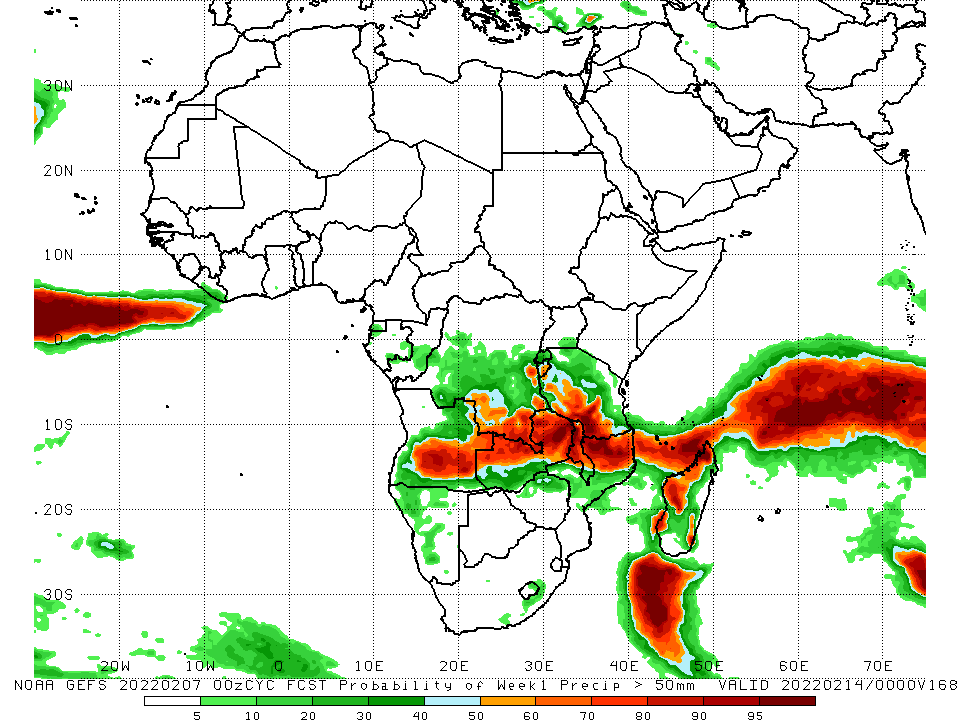 30N
20N
10N
0
10S
20S
30S
20W 10W 0 10E 20E 30E 40E 50E 60E 70E
NOAA GEFS 20220207 00zCYC FCST Probability of Week1 Precip > 50mm VALID 20220214/0000V168
5 10 20 30 40 50 60 70 80 90 95